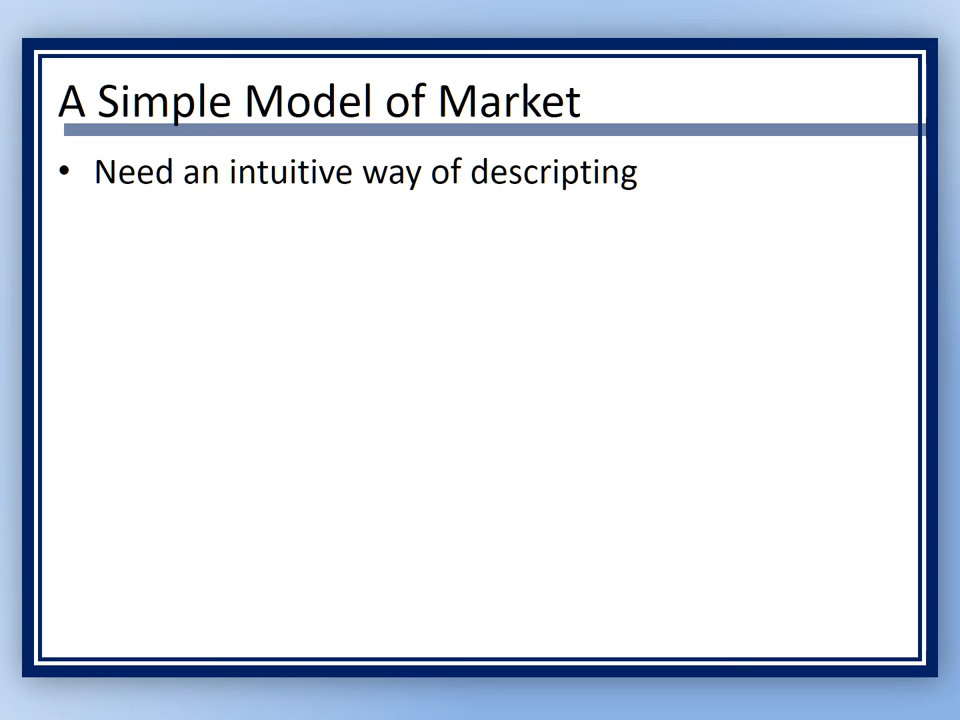 A Simple Model of Market
• Need an intuitive way of descripting